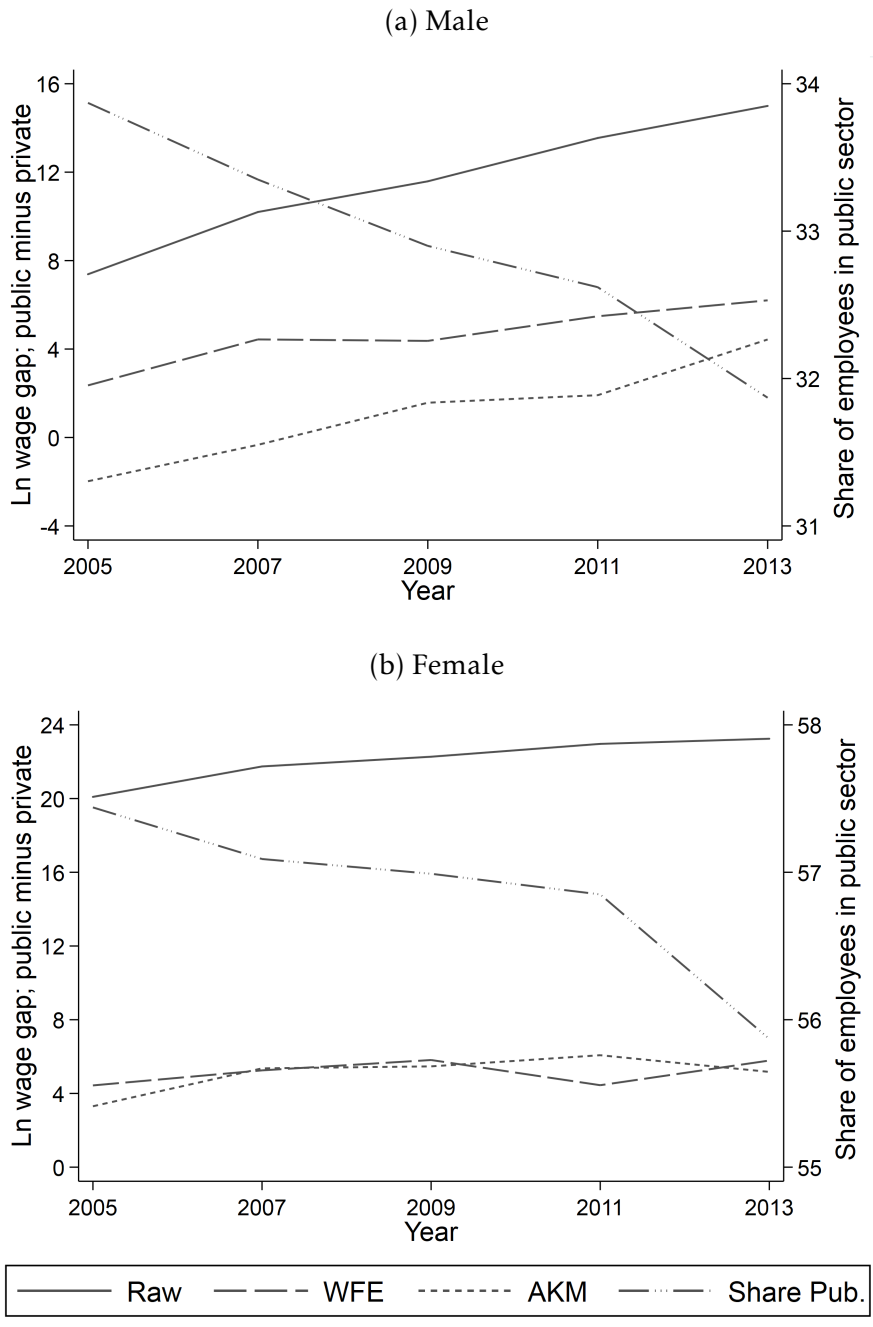 (a) Male
Ln wage gap; public minus private
16
12
8
4
0
-4
34
33
32
31
Share of employees in public sector
2005 2007 2009 2011 2013
Year
(b) Female
Ln wage gap; public minus private
24
20
16
12
8
4
0
58
57
56
55
Share of employees in public sector
2005 2007 2009 2011 2013
Year
Raw WFE AKM Share Pub.